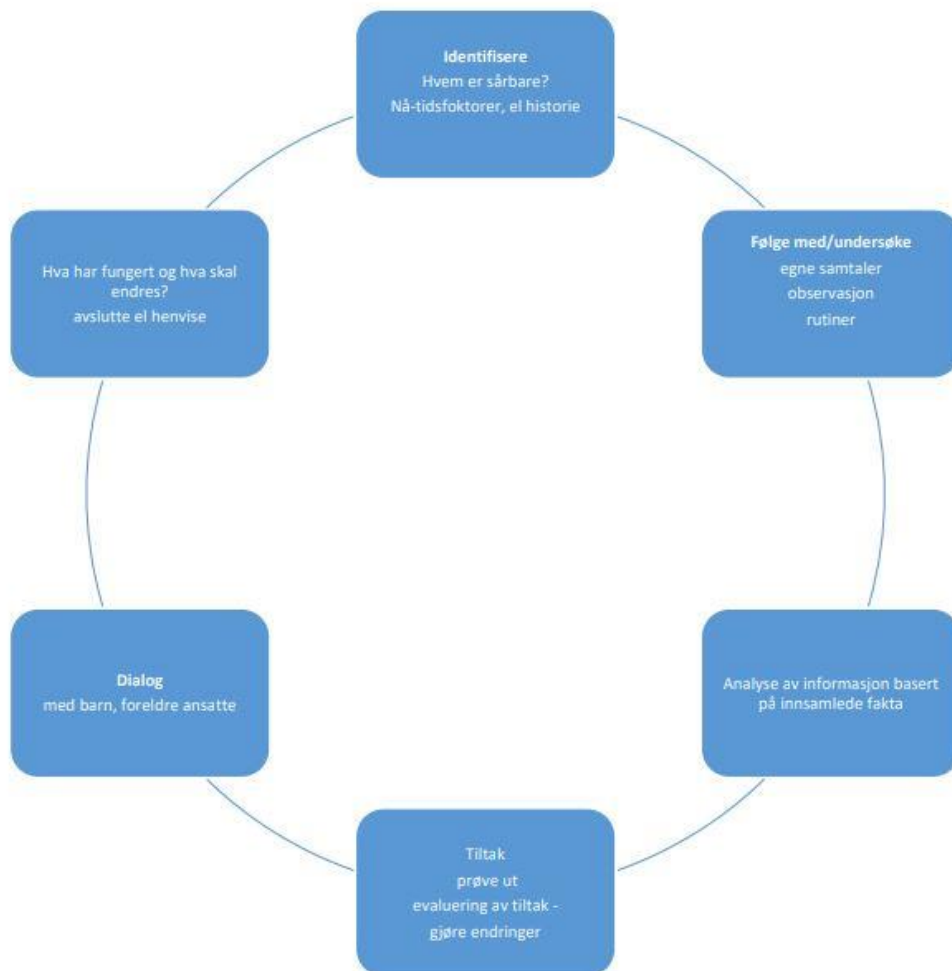 Identifisere
Hvem er sårbare?
Nå-tidsfoktorer, el historie
Følge med/undersøke
egne samtaler
observasjon
rutiner
Analyse av informasjon basert
på innsamlede fakta
Tiltak
prøve ut
evaluering av tiltak -
gjøre endringer
Dialog
med barn, foreldre ansatte
Hva har fungert og hva skal
endres?
avslutte el henvise